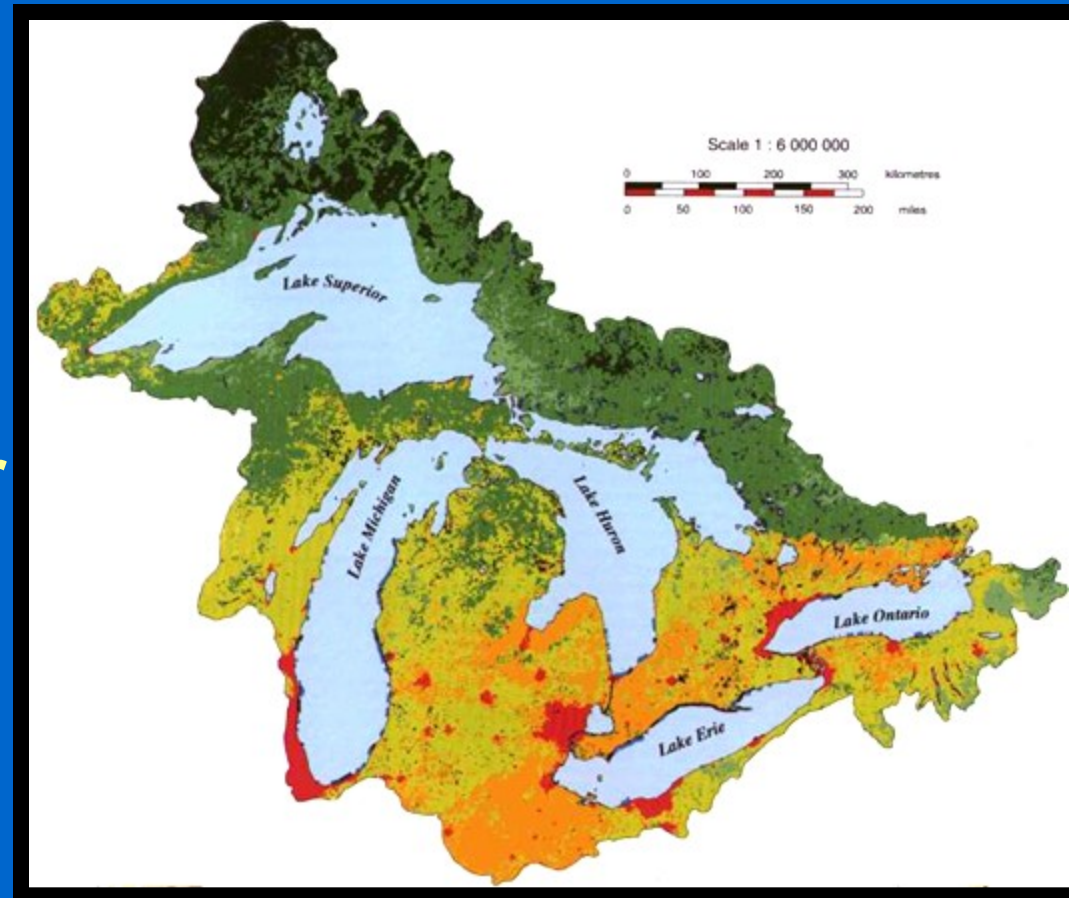 Scale 1 : 6 000 000
0 100 200 300 kilometres
0 50 100 150 200 miles
Lake Superior
Lake Michigan
Lake Huron
Lake Ontario
Lake Erie